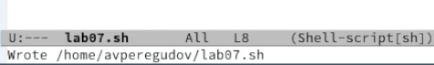 U:---  lab07.sh      All   L8     (Shell-script[sh])
Wrote /home/avperegudov/lab07.sh